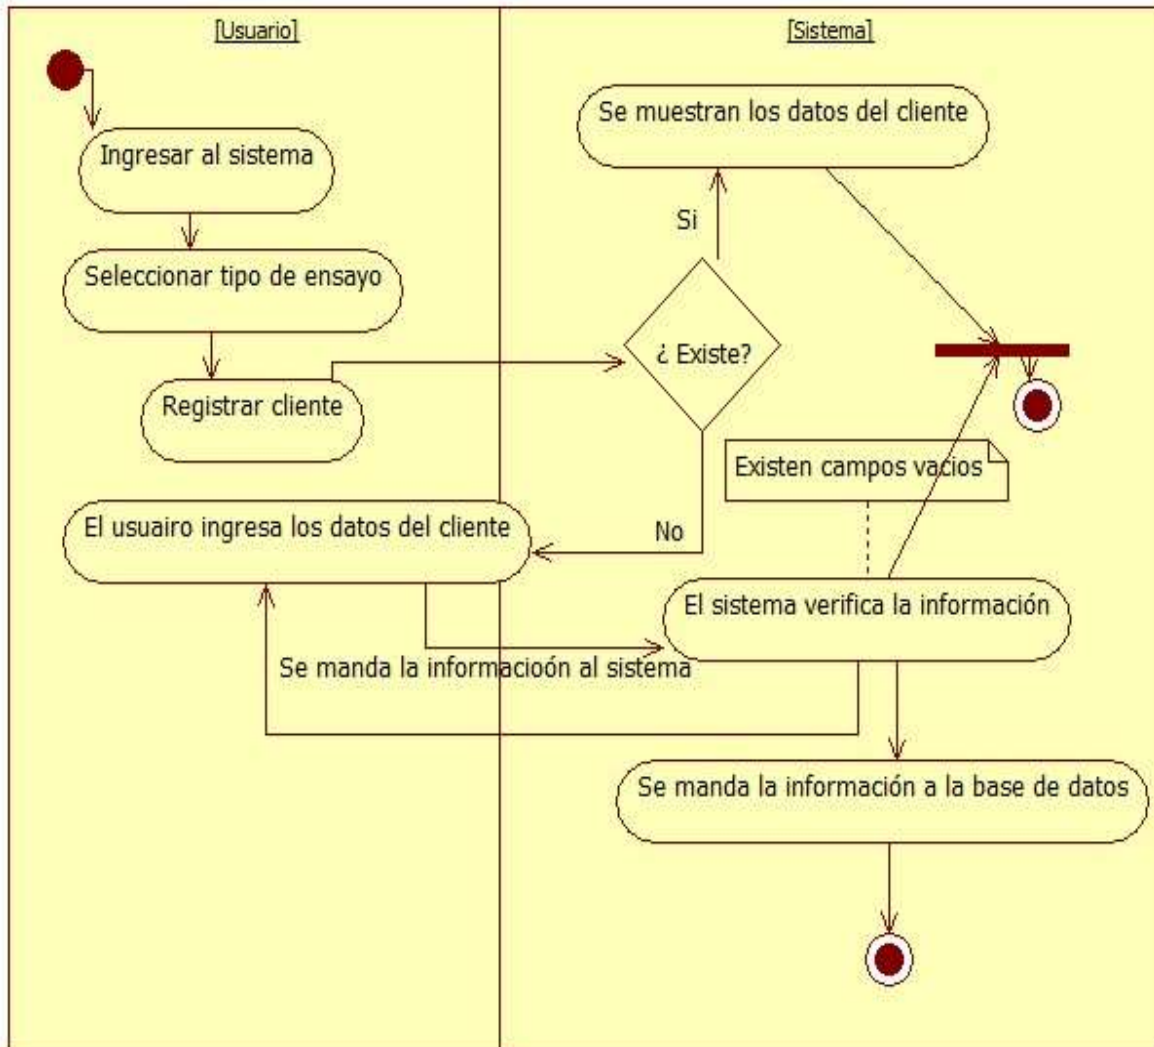 [Usuario]
[Sistema]
Se muestran los datos del cliente
Ingresar al sistema
Si
Seleccionar tipo de ensayo
¿ Existe?
Registrar cliente
Existen campos vacios
El usuairo ingresa los datos del cliente
No
El sistema verifica la información
Se manda la informacioón al sistema
Se manda la información a la base de datos